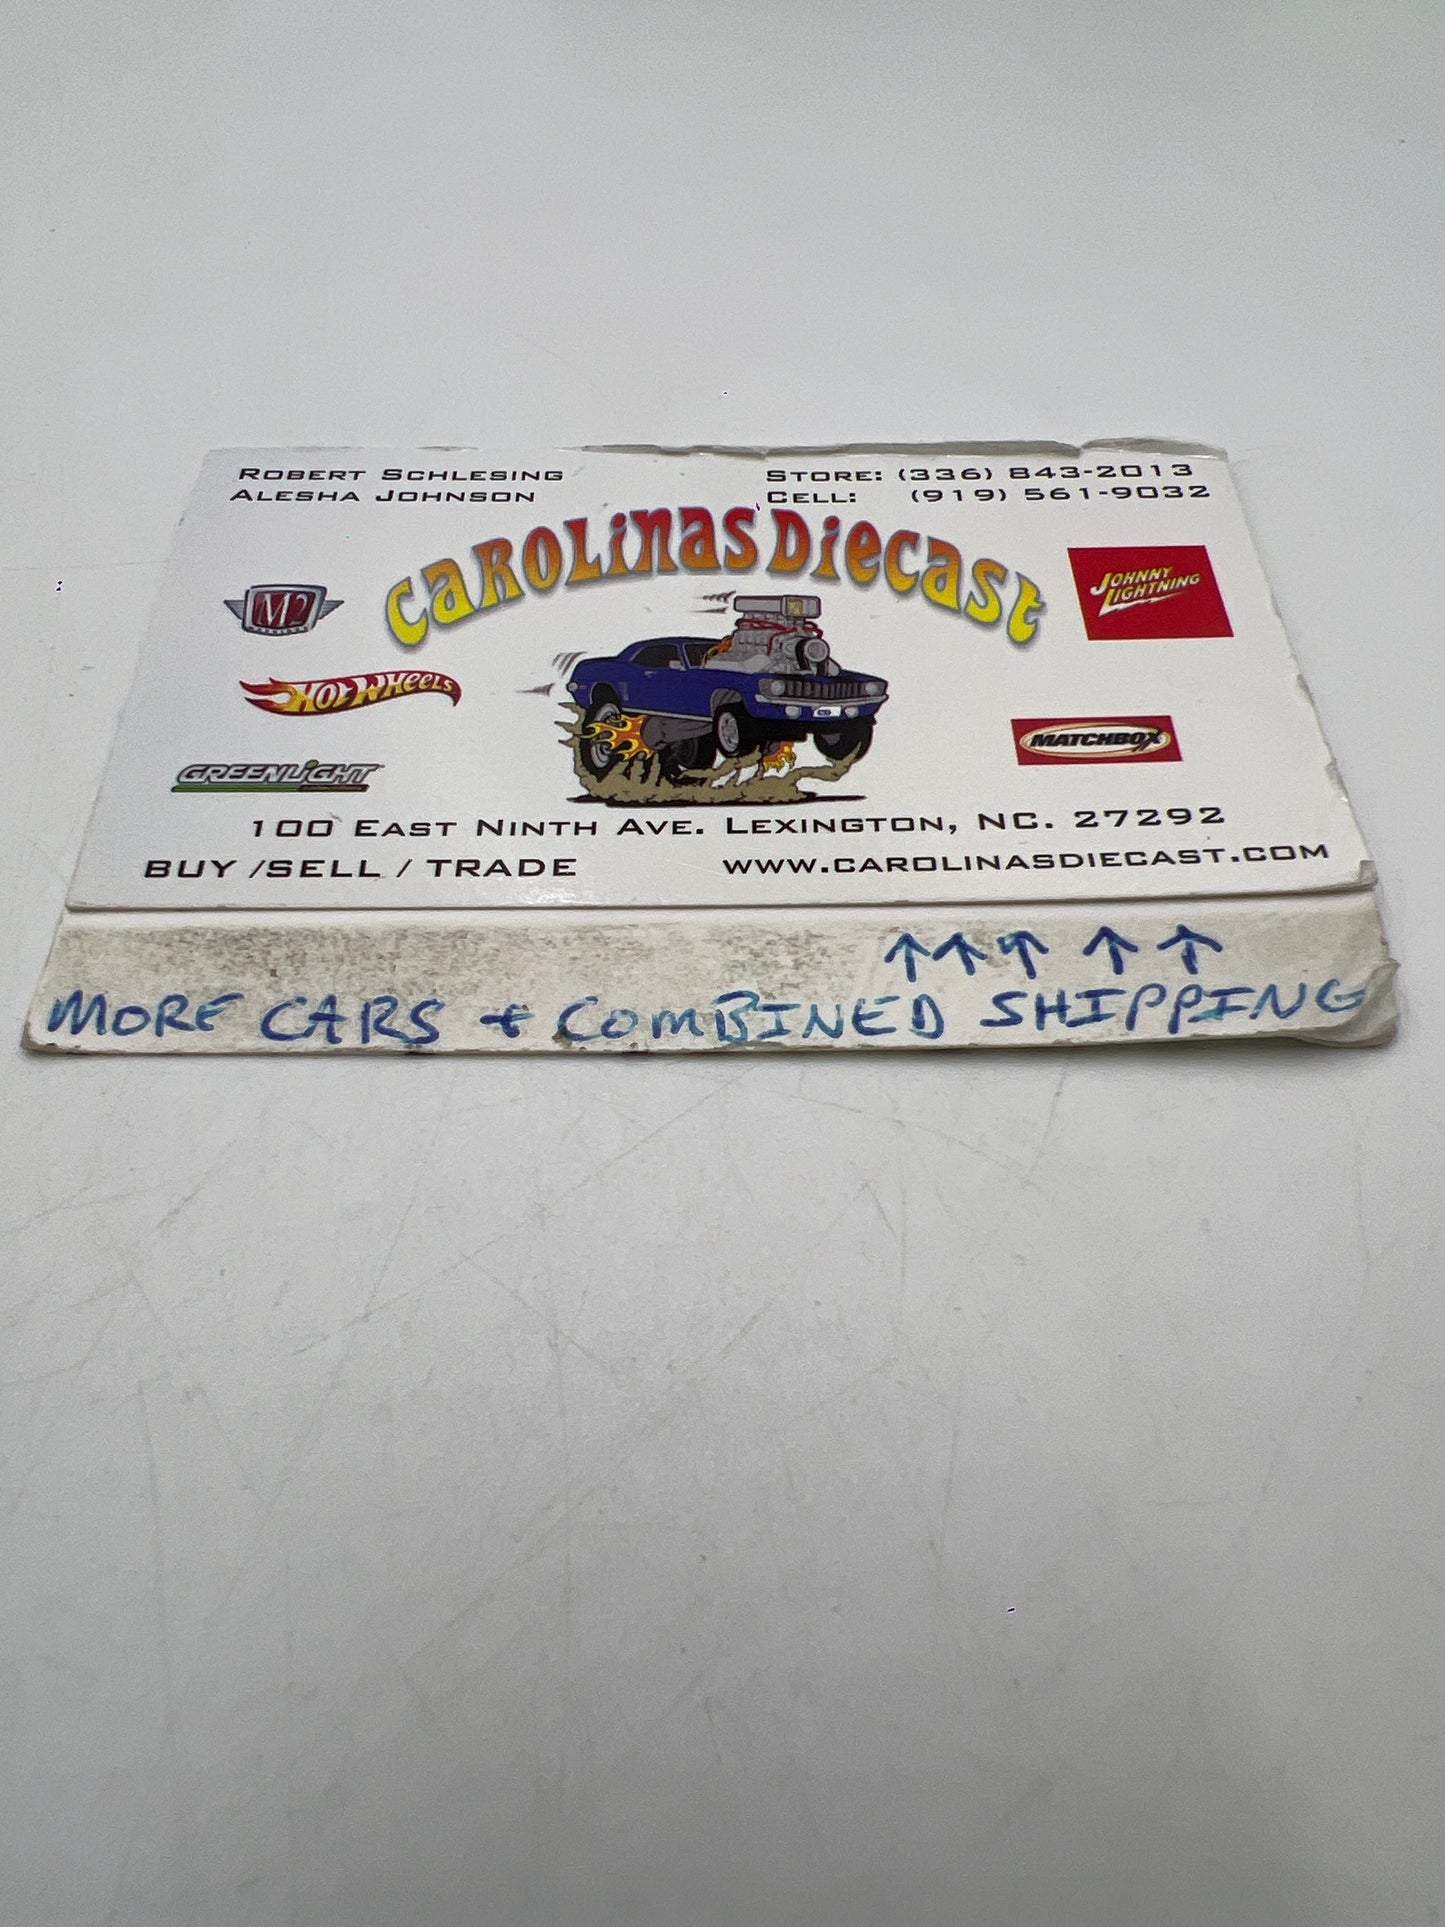 ROBERT SCHLESING
ALESHA JOHNSON
STORE: (336) 843-2013
CELL: (919) 561-9032
CAROLINAS DIECAST
M2
JOHNNY LIGHTNING
HOT WHEELS
MATCHBOX
GREENLIGHT
100 EAST NINTH AVE. LEXINGTON, NC. 27292
BUY /SELL / TRADE
WWW.CAROLINASDIECAST.COM
↑↑↑ ↑ ↑
MORE CARS + COMBINED SHIPPING